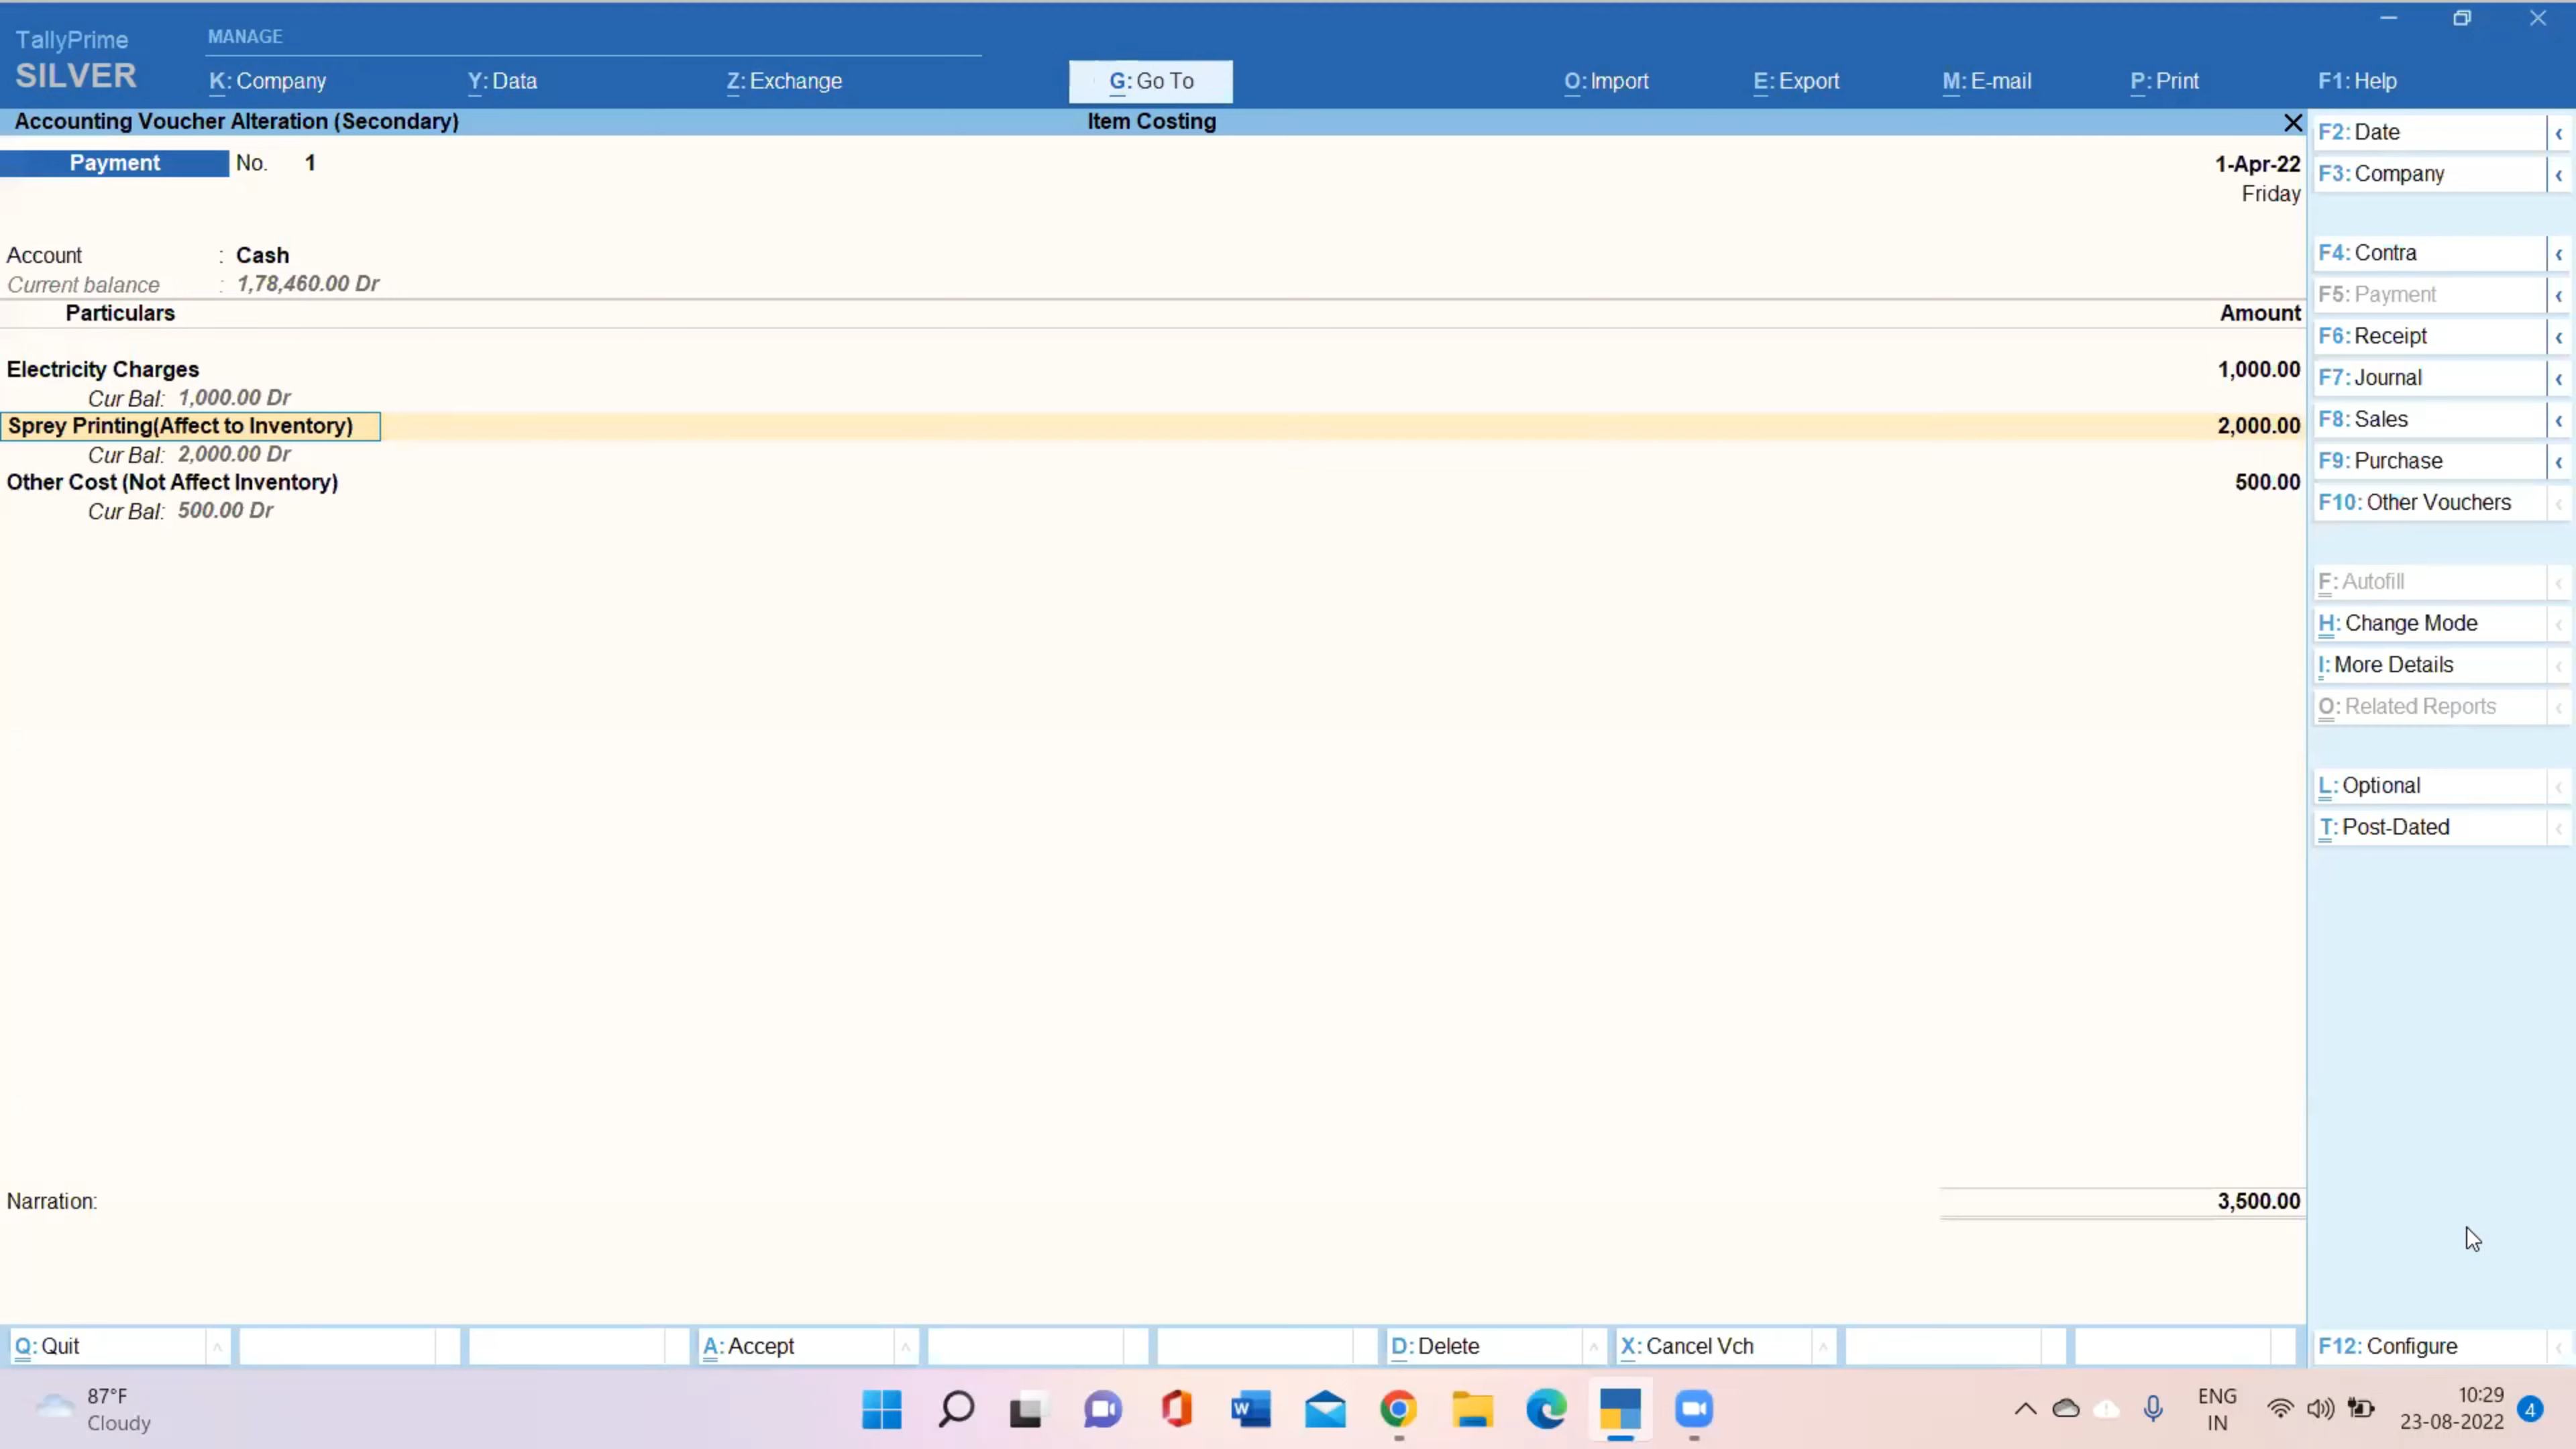 TallyPrime
SILVER
MANAGE
K: Company
Y: Data
Z: Exchange
G: Go To
O: Import
E: Export
M: E-mail
P: Print
F1: Help
Accounting Voucher Alteration (Secondary)
Item Costing
Payment No. 1
1-Apr-22
Friday
Account : Cash
Current balance : 1,78,460.00 Dr
Particulars Amount
Electricity Charges 1,000.00
Cur Bal: 1,000.00 Dr
Sprey Printing(Affect to Inventory) 2,000.00
Cur Bal: 2,000.00 Dr
Other Cost (Not Affect Inventory) 500.00
Cur Bal: 500.00 Dr
Narration: 3,500.00
F2: Date
F3: Company
F4: Contra
F5: Payment
F6: Receipt
F7: Journal
F8: Sales
F9: Purchase
F10: Other Vouchers
F: Autofill
H: Change Mode
I: More Details
O: Related Reports
L: Optional
T: Post-Dated
F12: Configure
Q: Quit
A: Accept
D: Delete
X: Cancel Vch
87°F
Cloudy
W
ENG
IN
10:29
23-08-2022
4